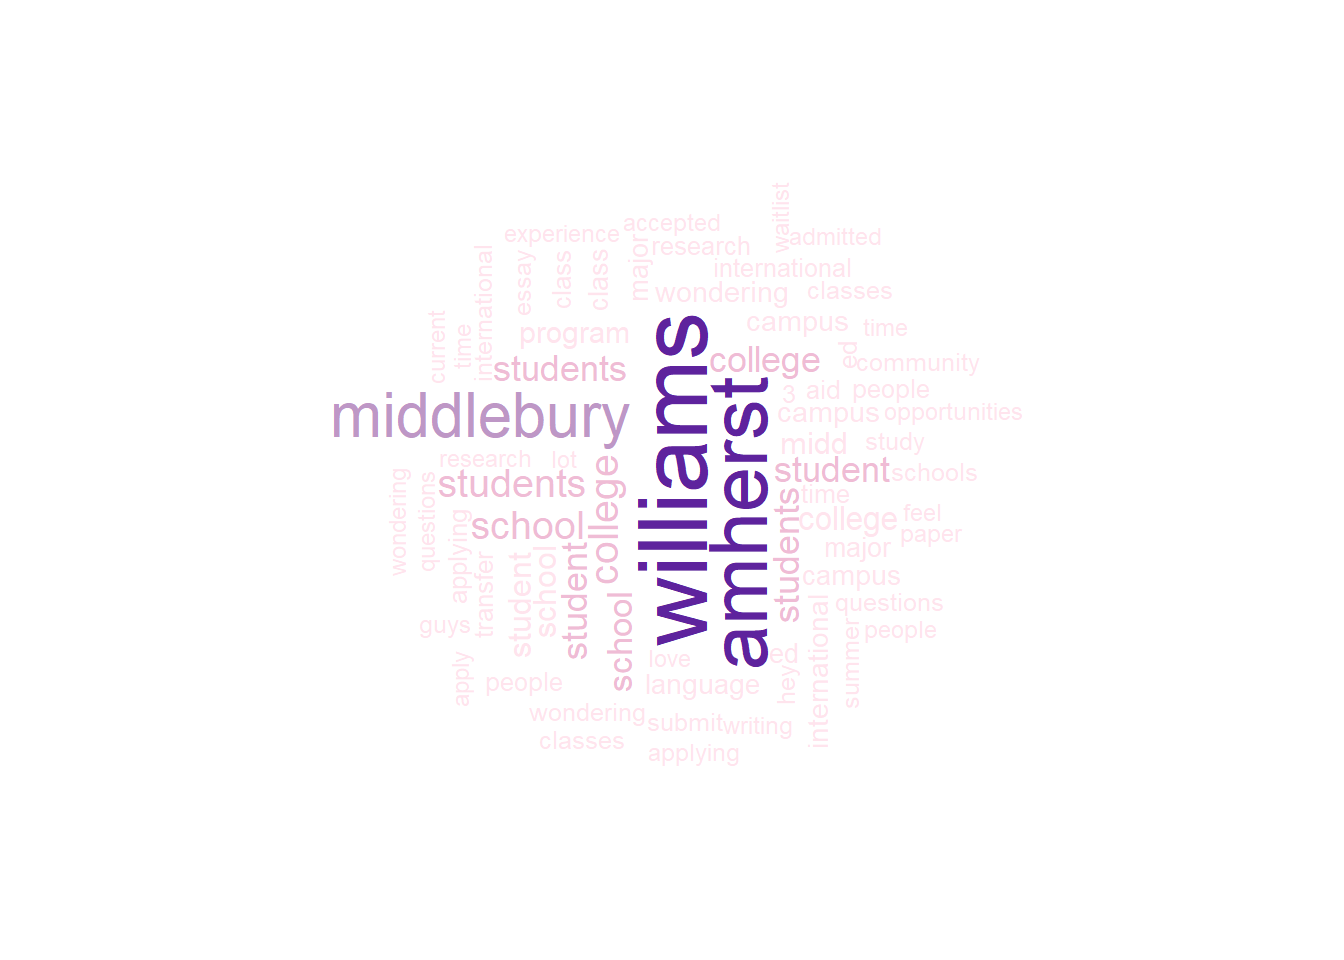 waitlist
accepted
experience
admitted
research
major
international
international
essay
class
class
wondering
classes
current
time
program
campus
time
williams
students
college
ed
community
amherst
3
aid
people
middlebury
campus
opportunities
midd
study
research
lot
college
student
schools
wondering
questions
students
students
time
applying
school
college
feel
paper
student
school
student
transfer
major
campus
school
international
questions
guys
summer
people
apply
love
ed
hey
people
language
wondering
submit
writing
classes
applying